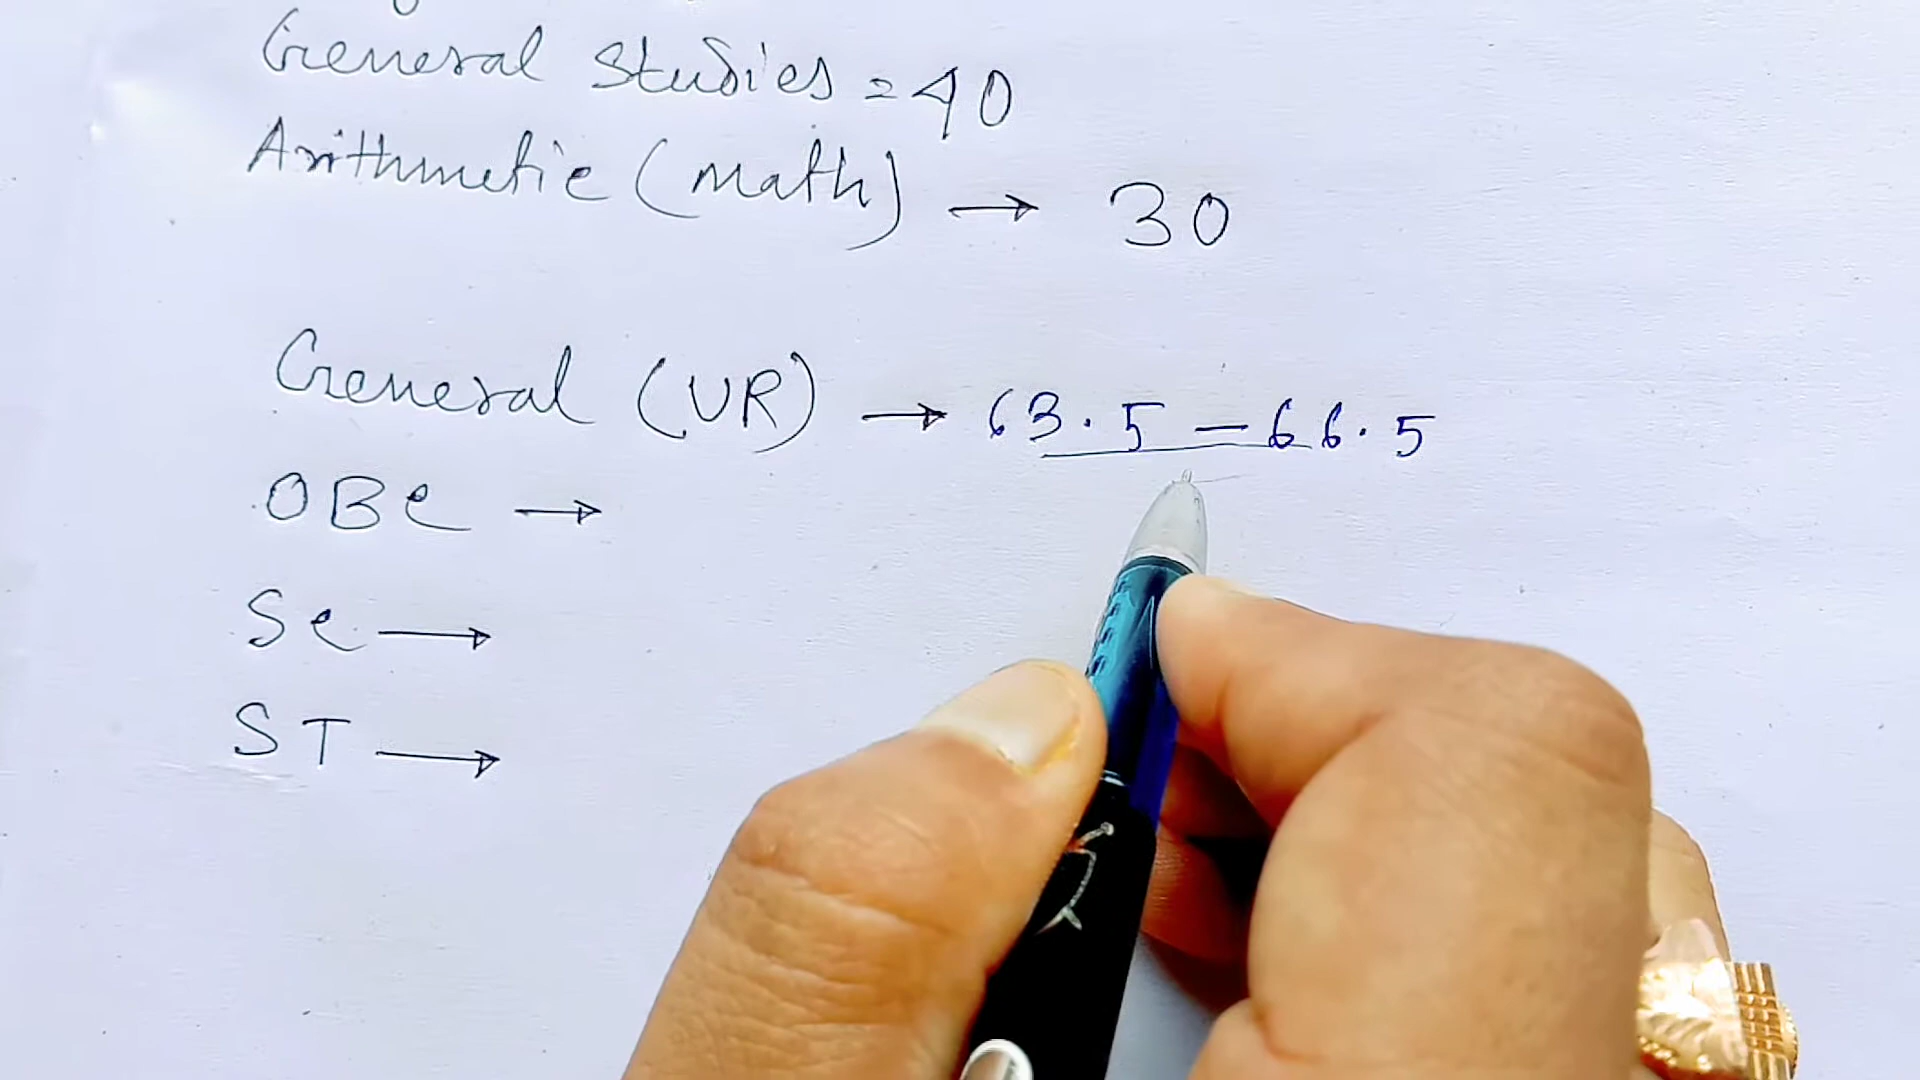 General Studies = 40
Arithmetic (Math) → 30
General (UR) → 63.5 - 66.5
OBC →
SC →
ST →